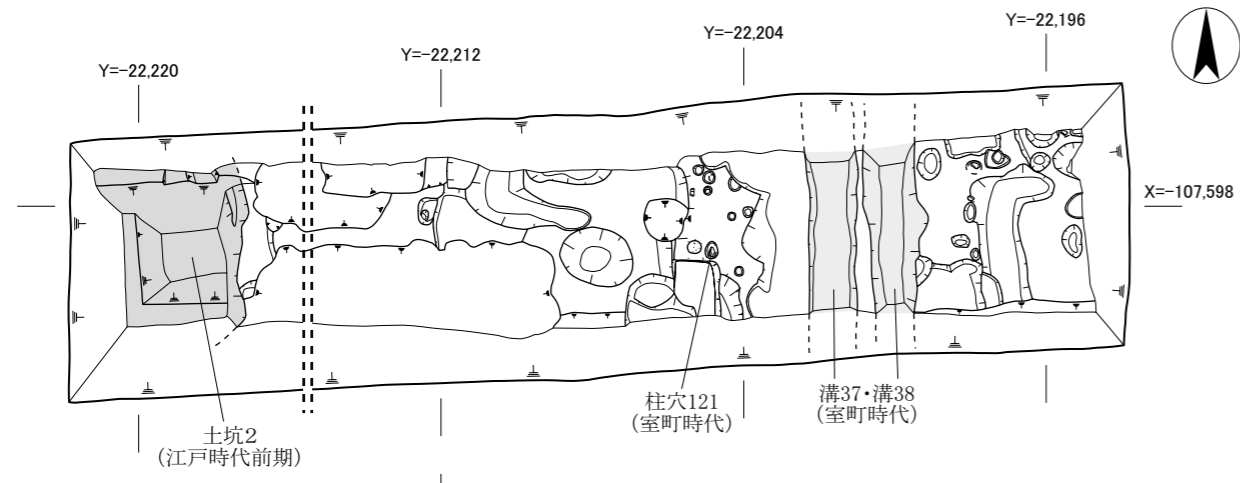 Y=-22,220
Y=-22,212
Y=-22,204
Y=-22,196
X=-107,598
土坑2
(江戸時代前期)
柱穴121
(室町時代)
溝37・溝38
(室町時代)